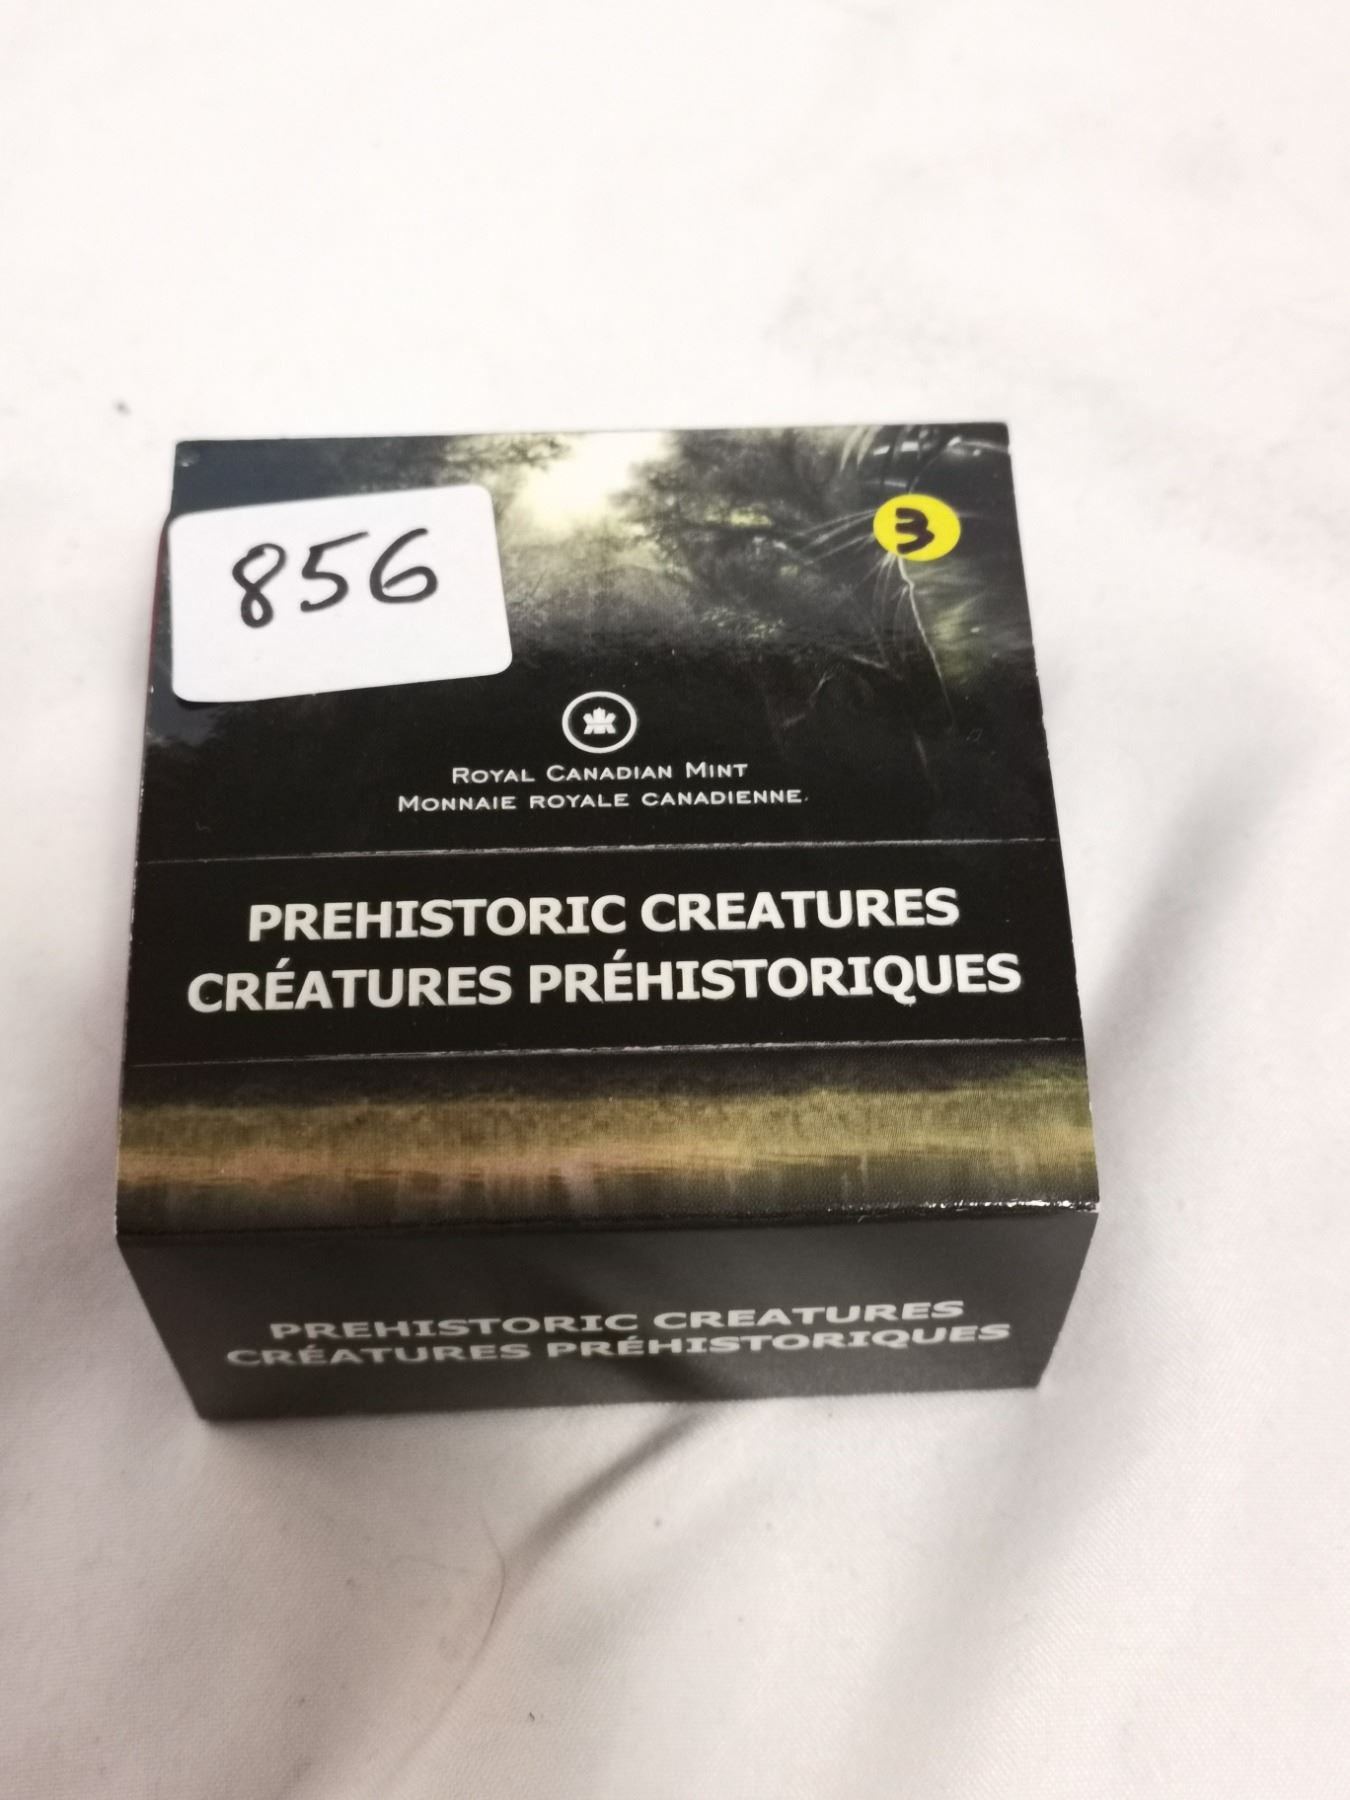 856
3
ROYAL CANADIAN MINT
MONNAIE ROYALE CANADIENNE
PREHISTORIC CREATURES
CRÉATURES PRÉHISTORIQUES
PREHISTORIC CREATURES
CRÉATURES PRÉHISTORIQUES